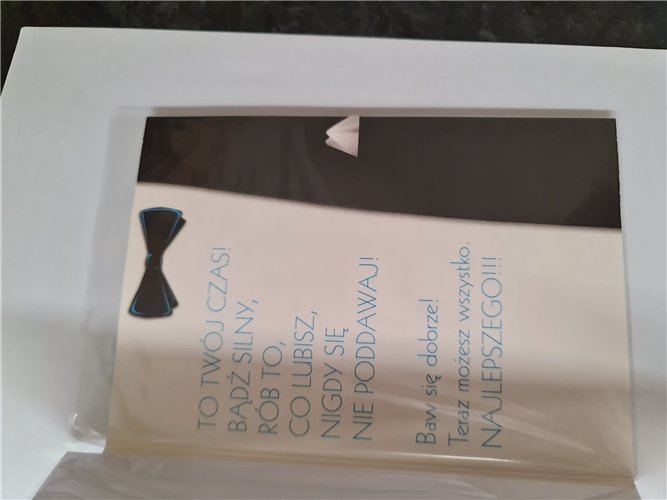 TO TWÓJ CZAS!
BĄDŹ SILNY,
RÓB TO,
CO LUBISZ,
NIGDY SIĘ
NIE PODDAWAJ!
Baw się dobrze!
Teraz możesz wszystko.
NAJLEPSZEGO!!!